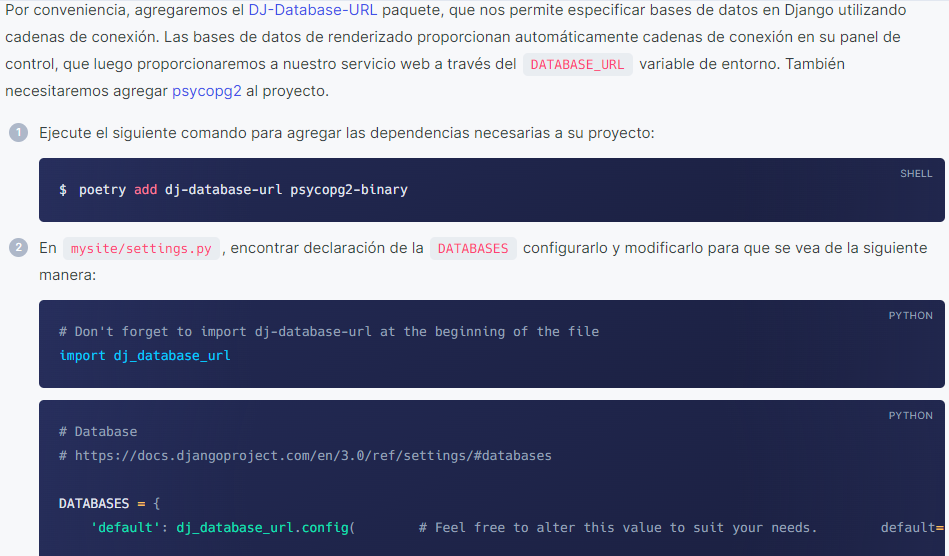 Por conveniencia, agregaremos el DJ-Database-URL paquete, que nos permite especificar bases de datos en Django utilizando
cadenas de conexión. Las bases de datos de renderizado proporcionan automáticamente cadenas de conexión en su panel de
control, que luego proporcionaremos a nuestro servicio web a través del DATABASE_URL variable de entorno. También
necesitaremos agregar psycopg2 al proyecto.
1 Ejecute el siguiente comando para agregar las dependencias necesarias a su proyecto:
SHELL
$ poetry add dj-database-url psycopg2-binary
2 En mysite/settings.py , encontrar declaración de la DATABASES configurarlo y modificarlo para que se vea de la siguiente
manera:
PYTHON
# Don't forget to import dj-database-url at the beginning of the file
import dj_database_url
PYTHON
# Database
# https://docs.djangoproject.com/en/3.0/ref/settings/#databases
DATABASES = {
'default': dj_database_url.config( # Feel free to alter this value to suit your needs. default=